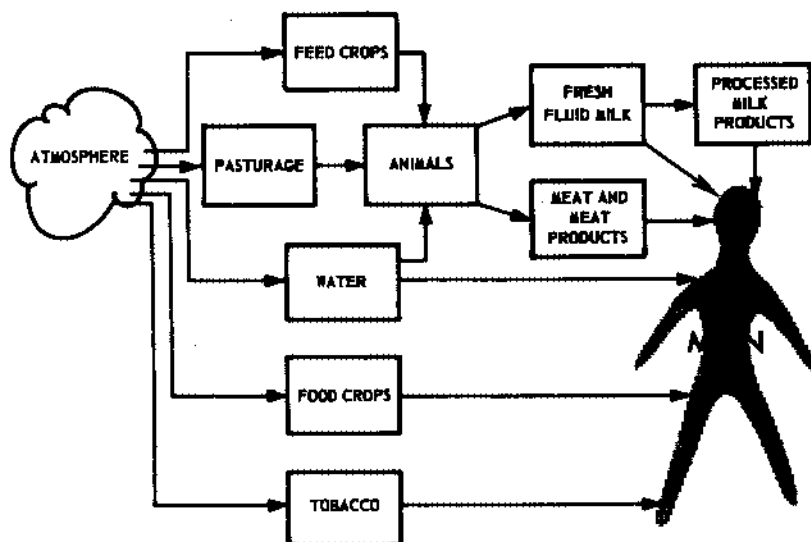 FEED CROPS
ATMOSPHERE
PASTURAGE
ANIMALS
FRESH
FLUID MILK
PROCESSED
MILK
PRODUCTS
MEAT AND
MEAT
PRODUCTS
WATER
M N
FOOD CROPS
TOBACCO